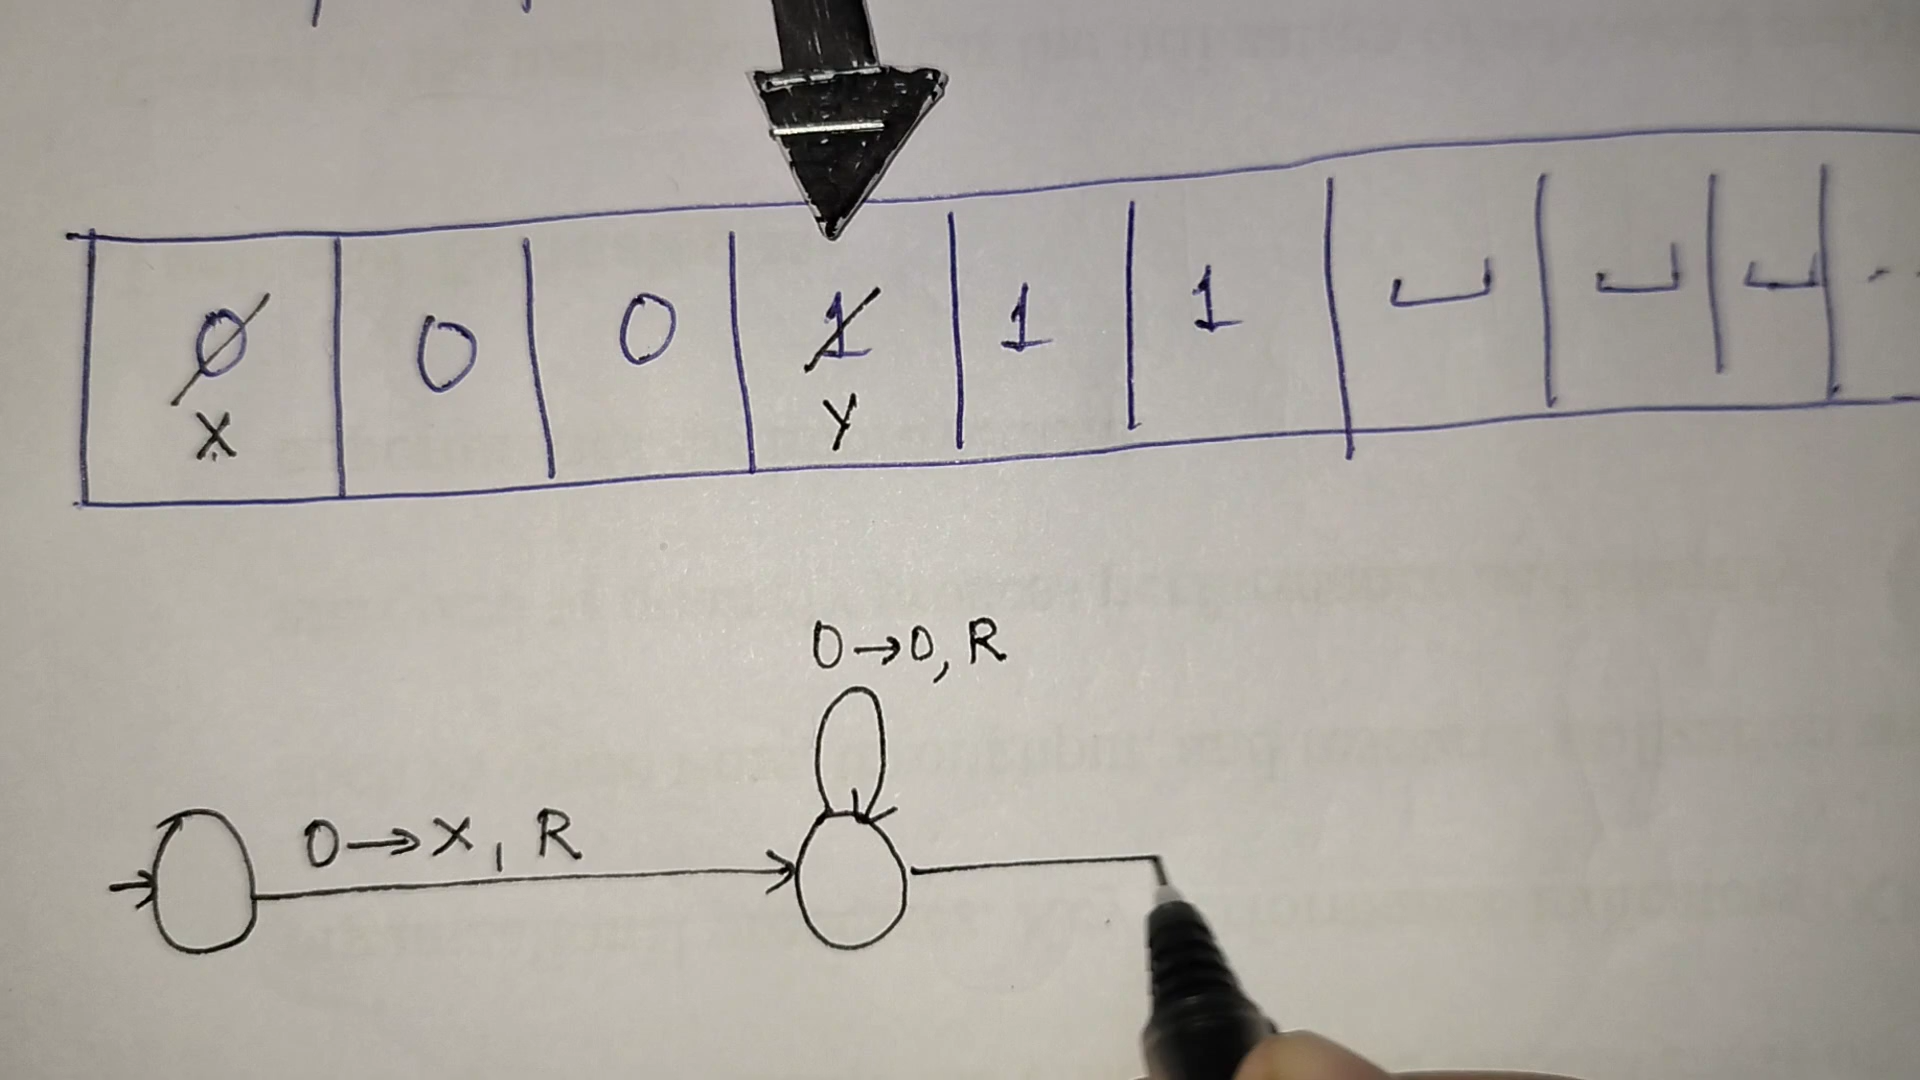 0 0 0 1 1 1 ⊔ ⊔ ⊔ ...
X Y
0→0, R
0→X, R